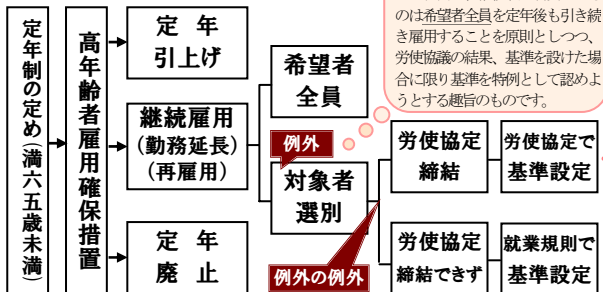 のは希望者全員を定年後も引き続
き雇用することを原則としつつ、
労使協議の結果、基準を設けた場
合に限り基準を特例として認めよ
うとする趣旨のものです。
定年制の定め(満六五歳未満)
高年齢者雇用確保措置
定 年
引上げ
継続雇用
(勤務延長)
(再雇用)
定 年
廃 止
希望者
全員
例外
対象者
選別
例外の例外
労使協定
締結
労使協定で
基準設定
労使協定
締結できず
就業規則で
基準設定